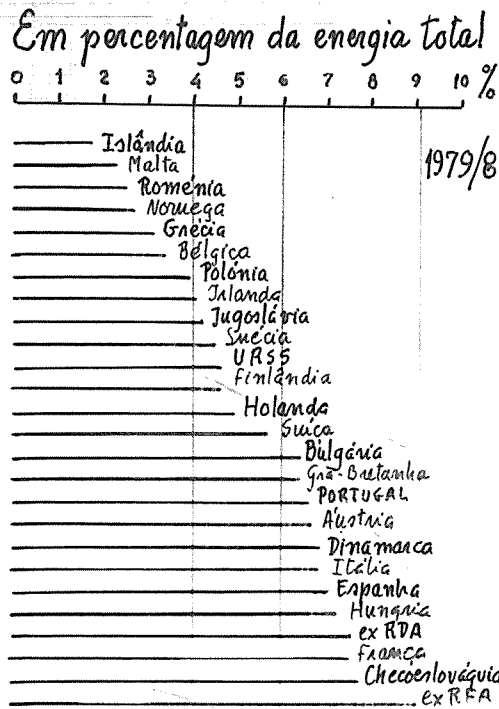 Em percentagem da energia total
0 1 2 3 4 5 6 7 8 9 10 %
1979/8
Islândia
Malta
Roménia
Noruega
Grécia
Bélgica
Polónia
Irlanda
Jugoslávia
Suécia
URSS
Finlândia
Holanda
Suíça
Bulgária
Grã-Bretanha
PORTUGAL
Áustria
Dinamarca
Itália
Espanha
Hungria
ex RDA
França
Checoeslováquia
ex RFA